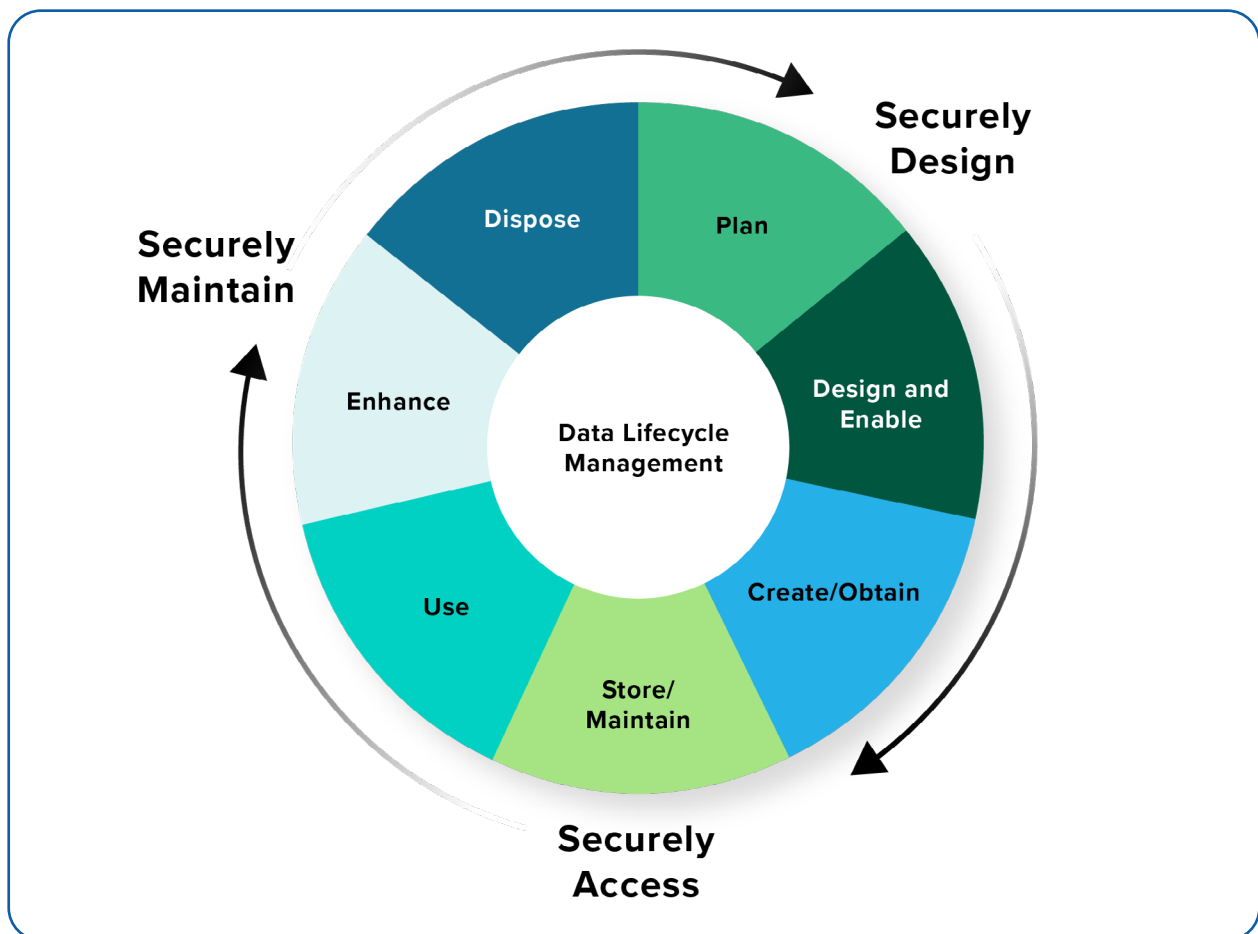 Securely
Design
Securely
Maintain
Dispose
Plan
Design and
Enable
Enhance
Data Lifecycle
Management
Create/Obtain
Use
Store/
Maintain
Securely
Access